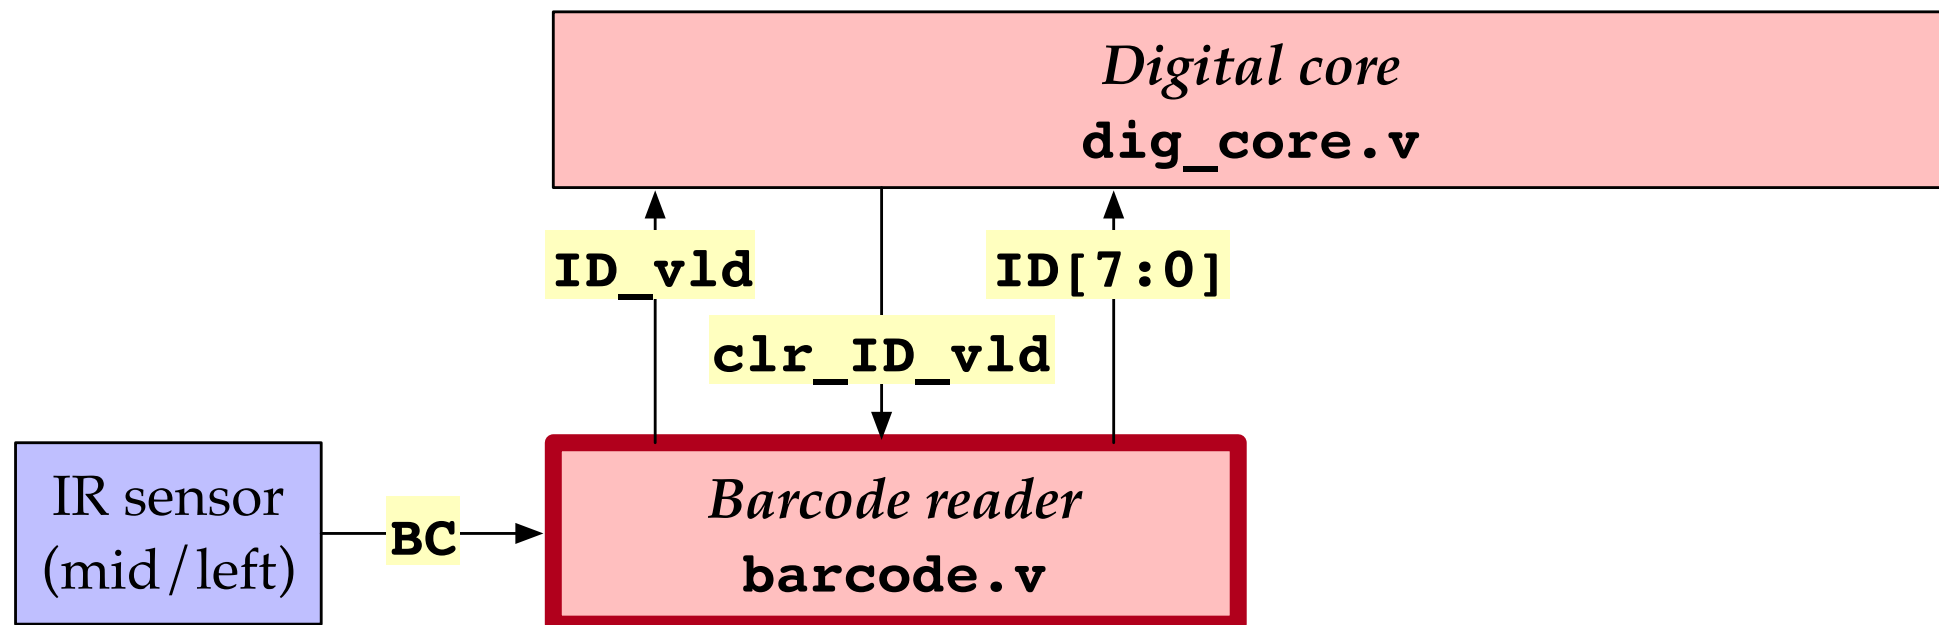 Digital core
dig_core.v
ID_vld
ID[7:0]
clr_ID_vld
IR sensor
(mid/left)
BC
Barcode reader
barcode.v